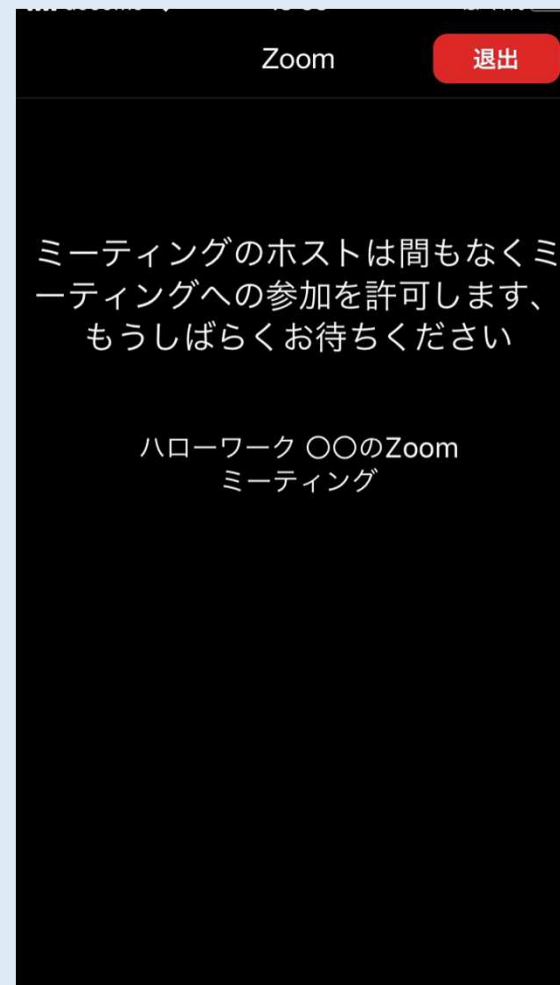 Zoom
退出
ミーティングのホストは間もなくミ
ーティングへの参加を許可します、
もうしばらくお待ちください
ハローワーク 〇〇のZoom
ミーティング